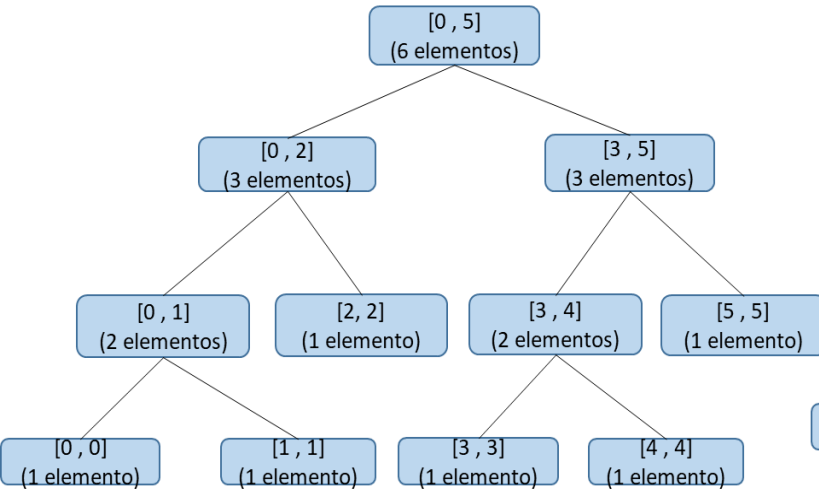 [0 , 5]
(6 elementos)
[0 , 2]
(3 elementos)
[3 , 5]
(3 elementos)
[0 , 1]
(2 elementos)
[2, 2]
(1 elemento)
[3 , 4]
(2 elementos)
[5 , 5]
(1 elemento)
[0 , 0]
(1 elemento)
[1 , 1]
(1 elemento)
[3 , 3]
(1 elemento)
[4 , 4]
(1 elemento)